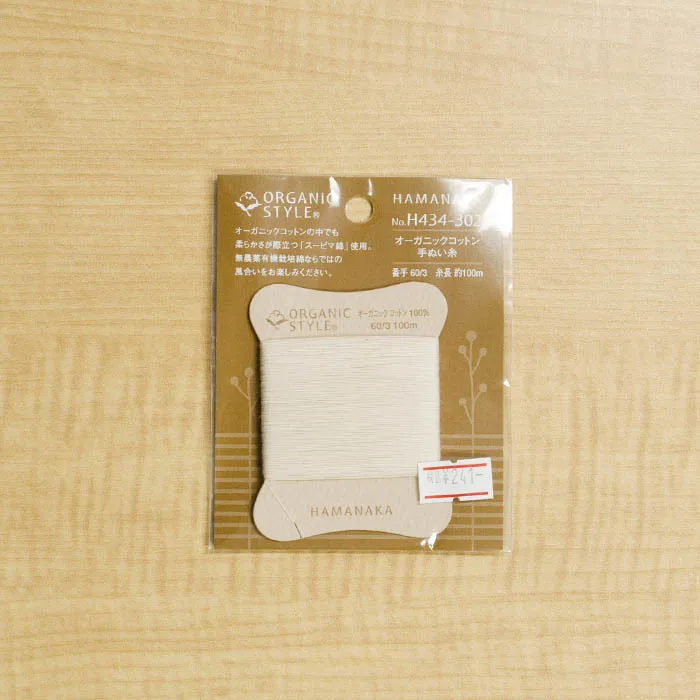 ORGANIC
STYLE®
オーガニックコットンの中でも
柔らかさが際立つ「スーピマ綿」使用。
無農薬有機栽培綿ならではの
風合いをお楽しみください。
HAMANAKA
No.H434-302
オーガニックコットン
手ぬい糸
番手 60/3 糸長 約100m
ORGANIC
STYLE®
オーガニックコットン 100%
60/3 100m
税込¥241-
HAMANAKA